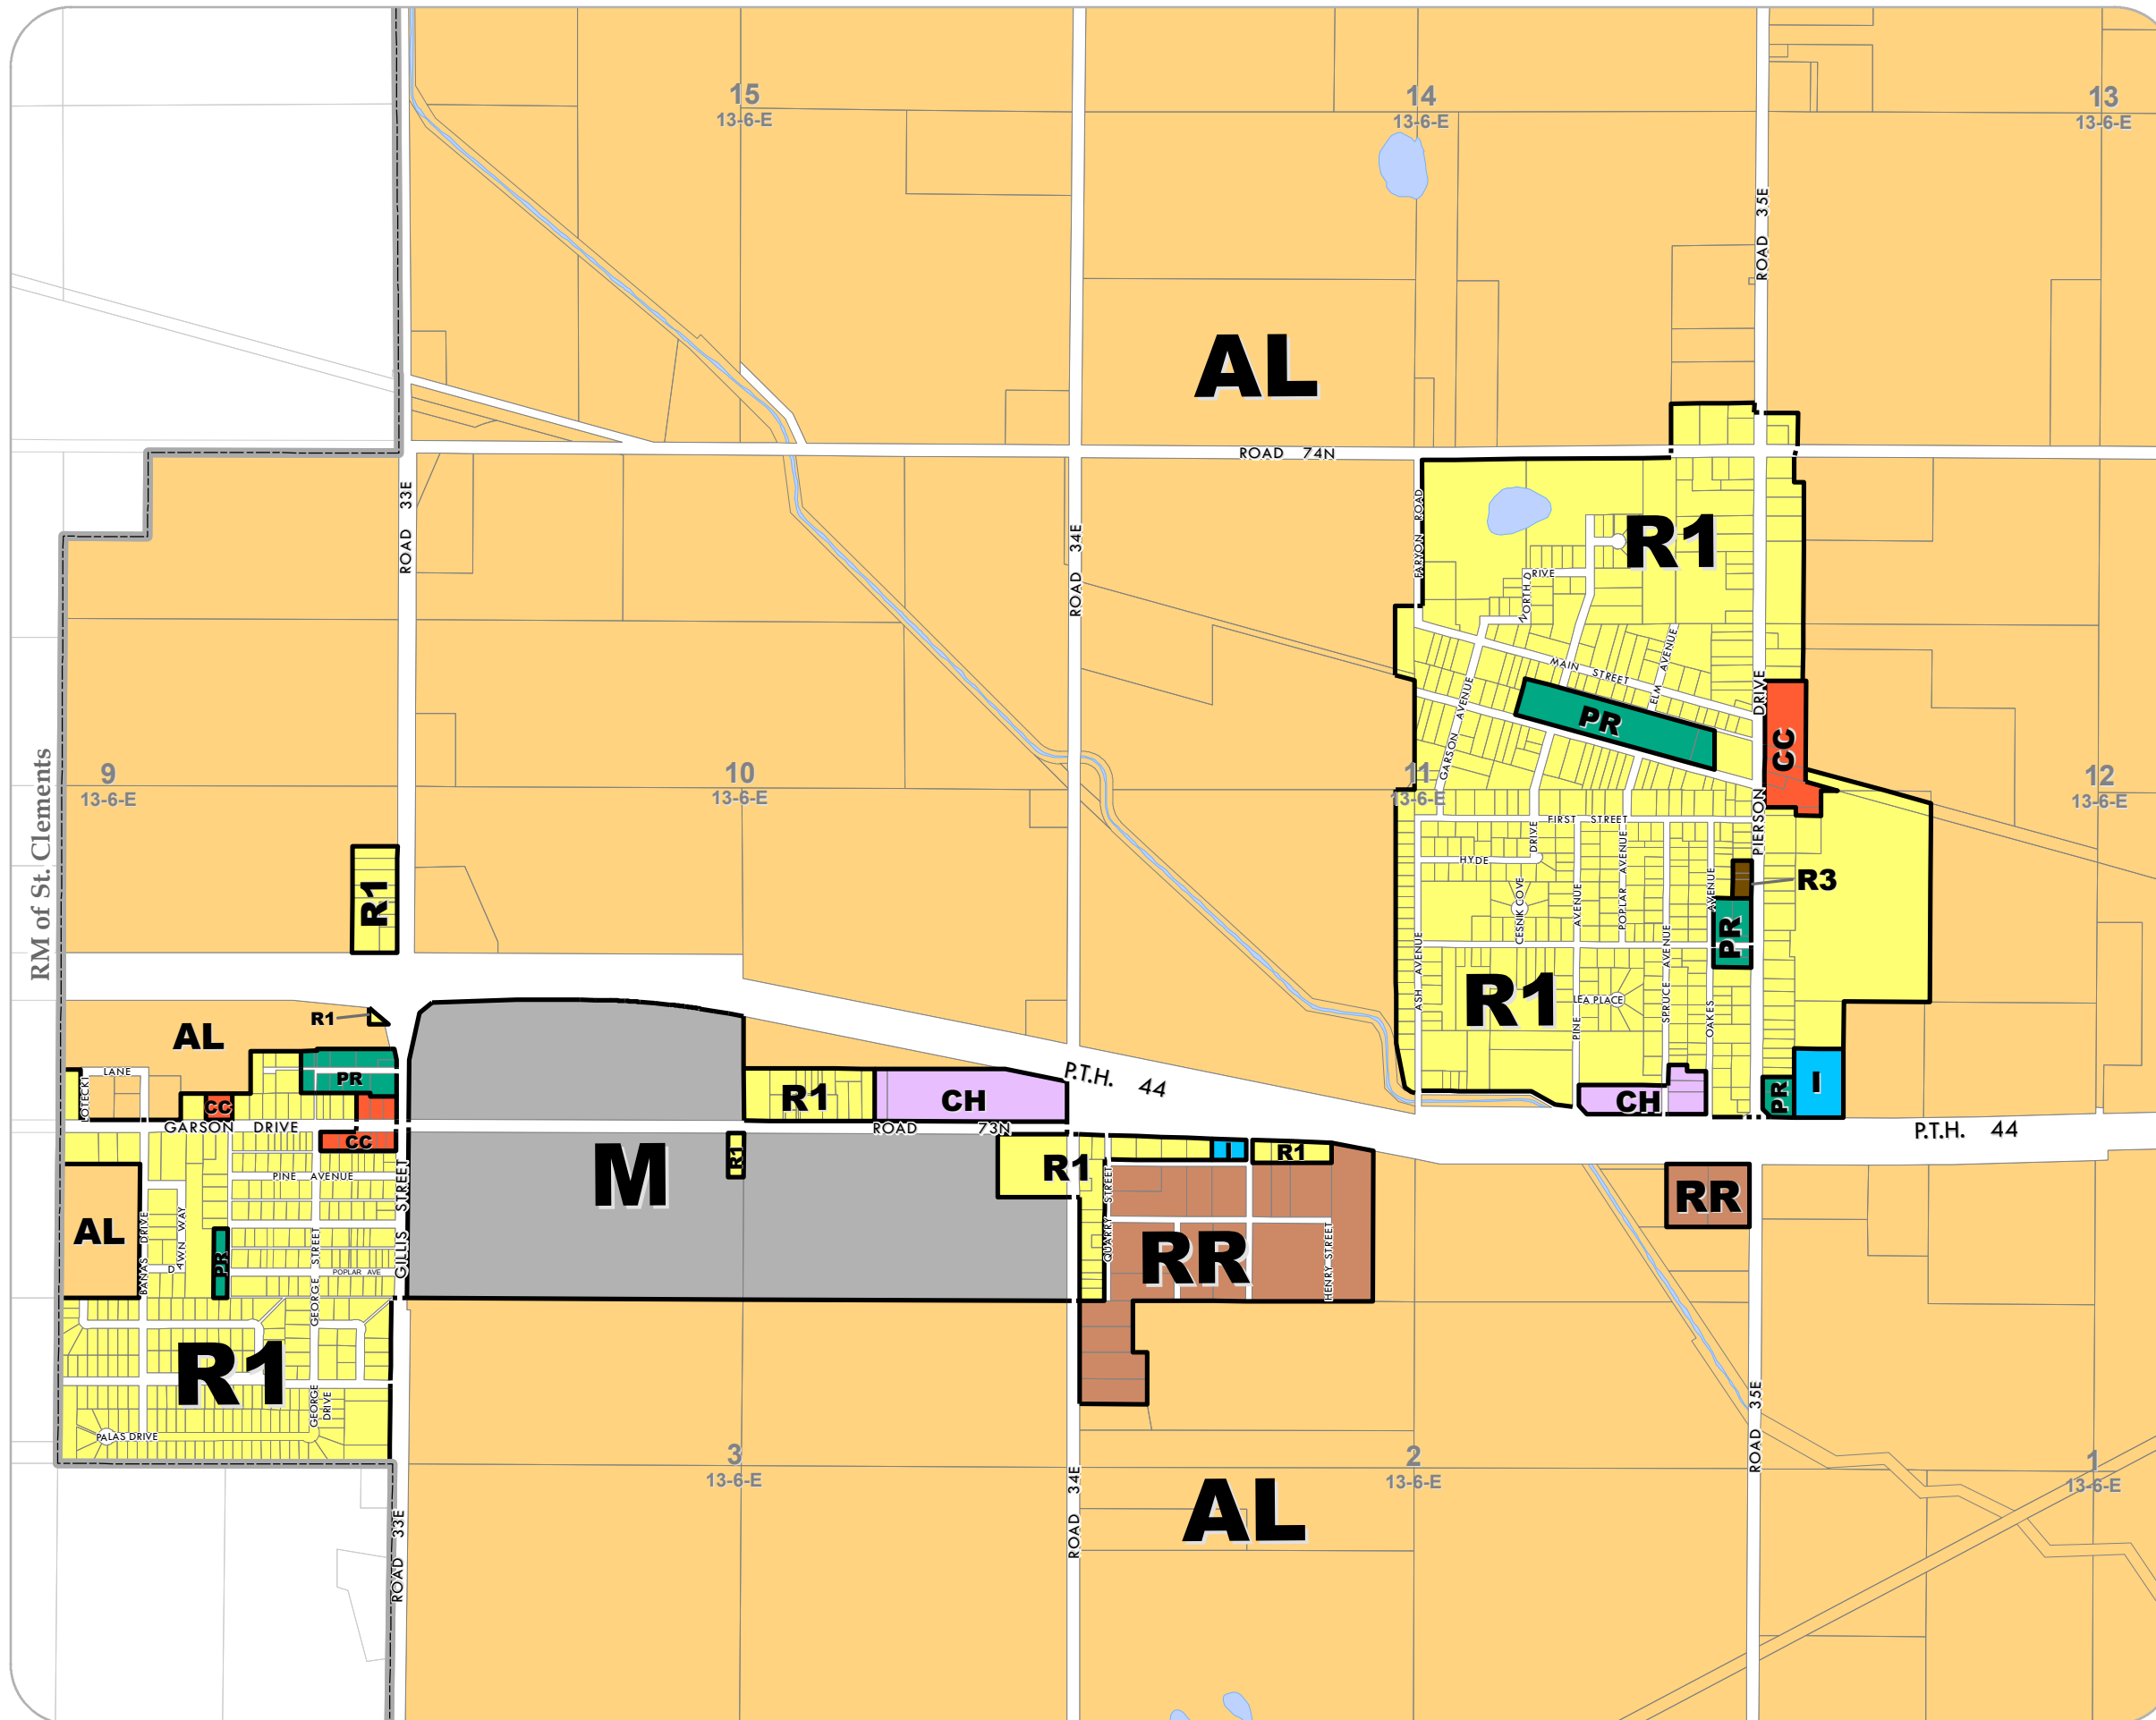 15
13-6-E
14
13-6-E
13
13-6-E
ROAD 35E
AL
ROAD 74N
ROAD 33E
ROAD 34E
FARYON ROAD
R1
NORTH DRIVE
MAIN STREET
ELM AVENUE
PR
GARSON AVENUE
PIERSON DRIVE
CC
RM of St. Clements
9
13-6-E
10
13-6-E
11
13-6-E
12
13-6-E
FIRST STREET
HYDE DRIVE
R1
R3
CESNIK COVE
PINE AVENUE
POPLAR AVENUE
SPRUCE AVENUE
OAKES AVENUE
PR
ASH AVENUE
R1
LEA PLACE
R1
AL
P.T.H. 44
LANE
PR
CC
R1
CH
CH
PR
I
GARSON DRIVE
CC
ROAD 73N
P.T.H. 44
M
R1
R1
I
R1
PINE AVENUE
GILLIS STREET
QUARRY STREET
RR
RR
AL
BANAS DRIVE
DAWN WAY
PR
GEORGE STREET
POPLAR AVE
HENRY STREET
R1
GEORGE DRIVE
PALAS DRIVE
ROAD 35E
3
13-6-E
2
13-6-E
1
13-6-E
ROAD 33E
ROAD 34E
AL